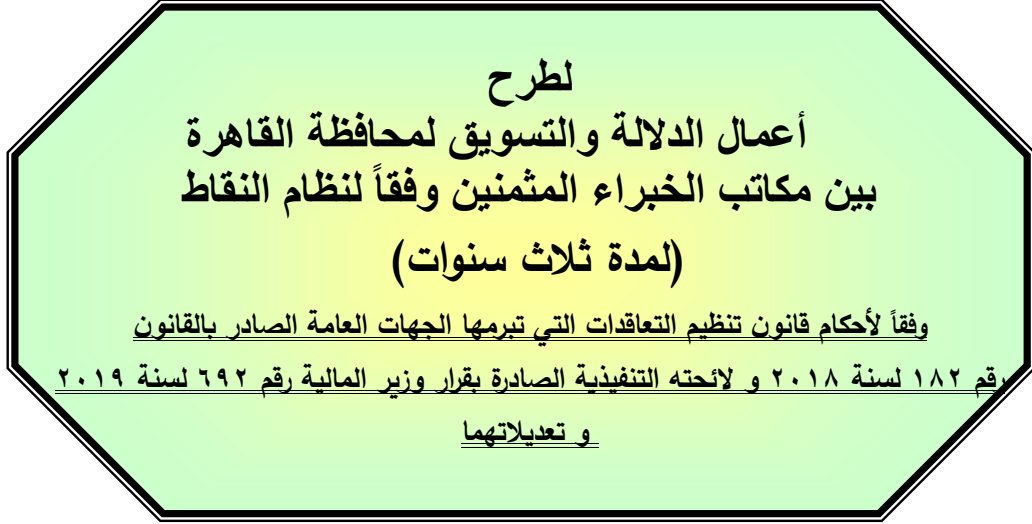 لطرح
أعمال الدلالة والتسويق لمحافظة القاهرة
بين مكاتب الخبراء المثمنين وفقاً لنظام النقاط
(لمدة ثلاث سنوات)
وفقاً لأحكام قانون تنظيم التعاقدات التي تبرمها الجهات العامة الصادر بالقانون
رقم ١٨٢ لسنة ٢٠١٨ و لائحته التنفيذية الصادرة بقرار وزير المالية رقم ٦٩٢ لسنة ٢٠١٩
و تعديلاتهما